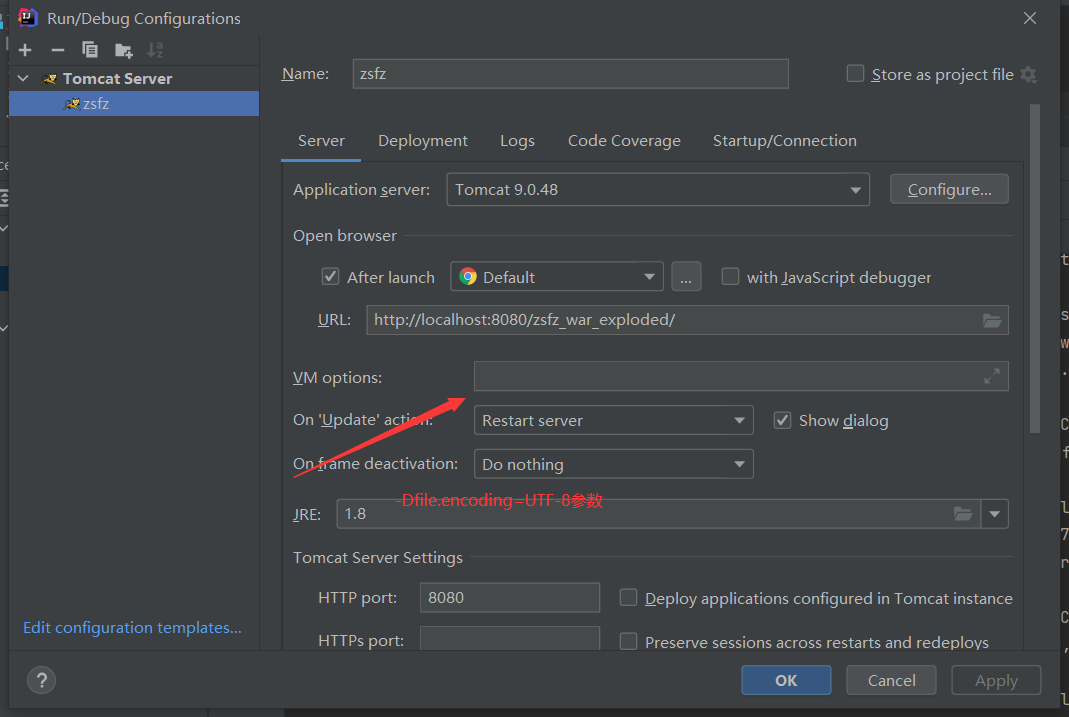 Run/Debug Configurations
Tomcat Server
zsfz
Name: zsfz Store as project file
Server Deployment Logs Code Coverage Startup/Connection
Application server: Tomcat 9.0.48 Configure...
Open browser
After launch Default ... with JavaScript debugger
URL: http://localhost:8080/zsfz_war_exploded/
VM options:
On 'Update' action: Restart server Show dialog
On frame deactivation: Do nothing
-Dfile.encoding=UTF-8参数
JRE: 1.8
Tomcat Server Settings
HTTP port: 8080 Deploy applications configured in Tomcat instance
HTTPs port: Preserve sessions across restarts and redeploys
Edit configuration templates...
? OK Cancel Apply